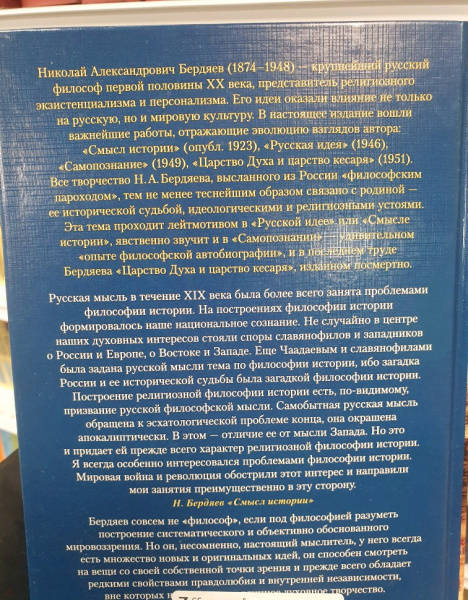 Николай Александрович Бердяев (1874–1948) — крупнейший русский
философ первой половины XX века, представитель религиозного
экзистенциализма и персонализма. Его идеи оказали влияние не только
на русскую, но и мировую культуру. В настоящее издание вошли
важнейшие работы, отражающие эволюцию взглядов автора:
«Смысл истории» (опубл. 1923), «Русская идея» (1946),
«Самопознание» (1949), «Царство Духа и царство кесаря» (1951).
Все творчество Н. А. Бердяева, высланного из России «философским
пароходом», тем не менее теснейшим образом связано с родиной —
ее исторической судьбой, идеологическими и религиозными устоями.
Эта тема проходит лейтмотивом в «Русской идее» или «Смысле
истории», явственно звучит и в «Самопознании» — удивительном
«опыте философской автобиографии», и в последнем труде
Бердяева «Царство Духа и царство кесаря», изданном посмертно.
Русская мысль в течение XIX века была более всего занята проблемами
философии истории. На построениях философии истории
формировалось наше национальное сознание. Не случайно в центре
наших духовных интересов стояли споры славянофилов и западников
о России и Европе, о Востоке и Западе. Еще Чаадаевым и славянофилами
была задана русской мысли тема по философии истории, ибо загадка
России и ее исторической судьбы была загадкой философии истории.
Построение религиозной философии истории есть, по-видимому,
призвание русской философской мысли. Самобытная русская мысль
обращена к эсхатологической проблеме конца, она окрашена
апокалиптически. В этом — отличие ее от мысли Запада. Но это
и придает ей прежде всего характер религиозной философии истории.
Я всегда особенно интересовался проблемами философии истории.
Мировая война и революция обострили этот интерес и направили
мои занятия преимущественно в эту сторону.
Н. Бердяев «Смысл истории»
Бердяев совсем не «философ», если под философией разуметь
построение систематического и объективно обоснованного
мировоззрения. Но он, несомненно, настоящий мыслитель, у него всегда
есть множество новых и оригинальных идей, он способен смотреть
на вещи со своей собственной точки зрения и прежде всего обладает
редкими свойствами правдолюбия и внутренней независимости,
вне которых духовное творчество.